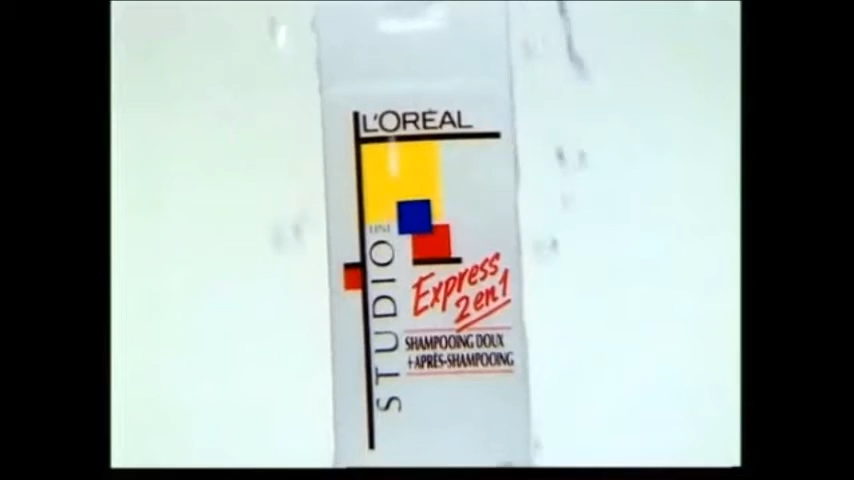 L'ORÉAL
STUDIO
LINE
Express
2 en 1
SHAMPOOING DOUX
+APRÈS-SHAMPOOING